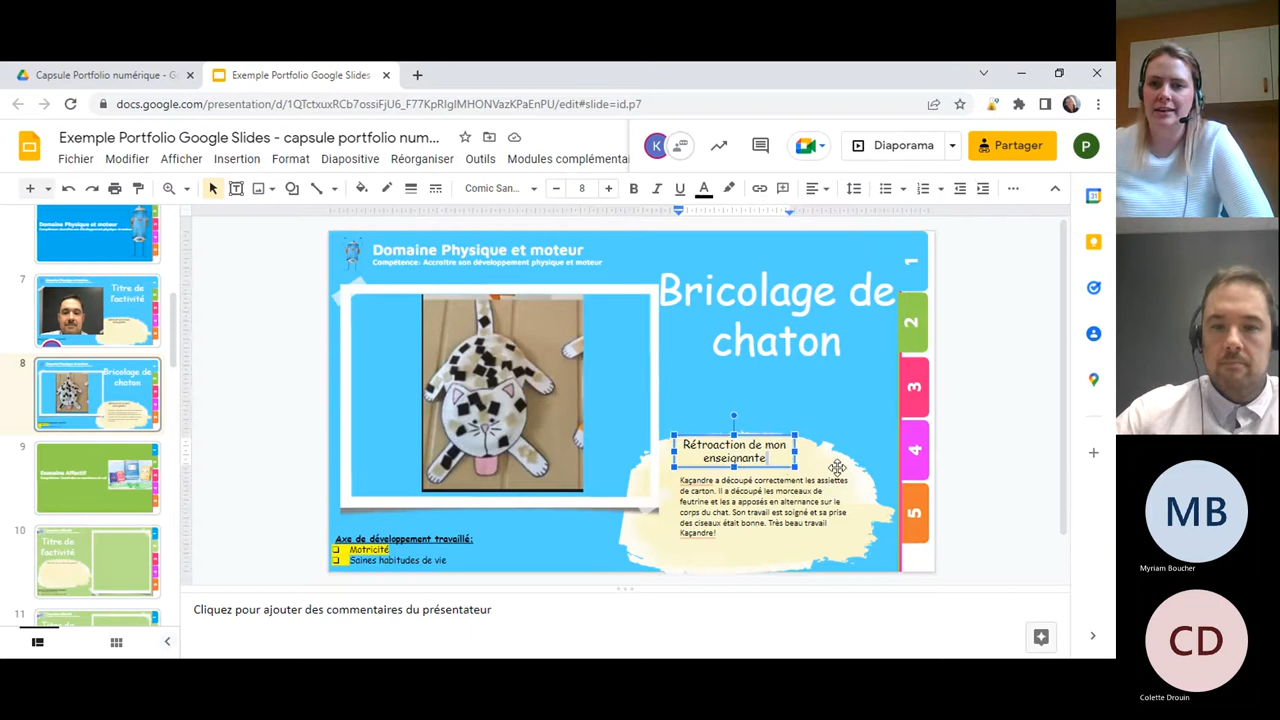 Capsule Portfolio numérique - G
Exemple Portfolio Google Slides
docs.google.com/presentation/d/1QTctxuxRCb7ossiFjU6_F77KpRIglMHONVazKPaEnPU/edit#slide=id.p7
Exemple Portfolio Google Slides - capsule portfolio num...
Fichier Modifier Afficher Insertion Format Diapositive Réorganiser Outils Modules complémenta
K
Diaporama
Partager
P
Comic San...
8
B I U A
Domaine Physique et moteur
7
Titre de
l'activité
8
Bricolage de
chaton
9
Domaine Affectif
10
Titre de
l'activité
11
Domaine Physique et moteur
Compétence: Accroître son développement physique et moteur
Bricolage de
chaton
Rétroaction de mon
enseignante
Kaçandre a découpé correctement les assiettes
de carton. Il a découpé les morceaux de
feutrine et les a apposés en alternance sur le
corps du chat. Son travail est soigné et sa prise
des ciseaux était bonne. Très beau travail
Kaçandre!
Axe de développement travaillé:
Motricité
Saines habitudes de vie
1
2
3
4
5
Cliquez pour ajouter des commentaires du présentateur
31
MB
Myriam Boucher
CD
Colette Drouin